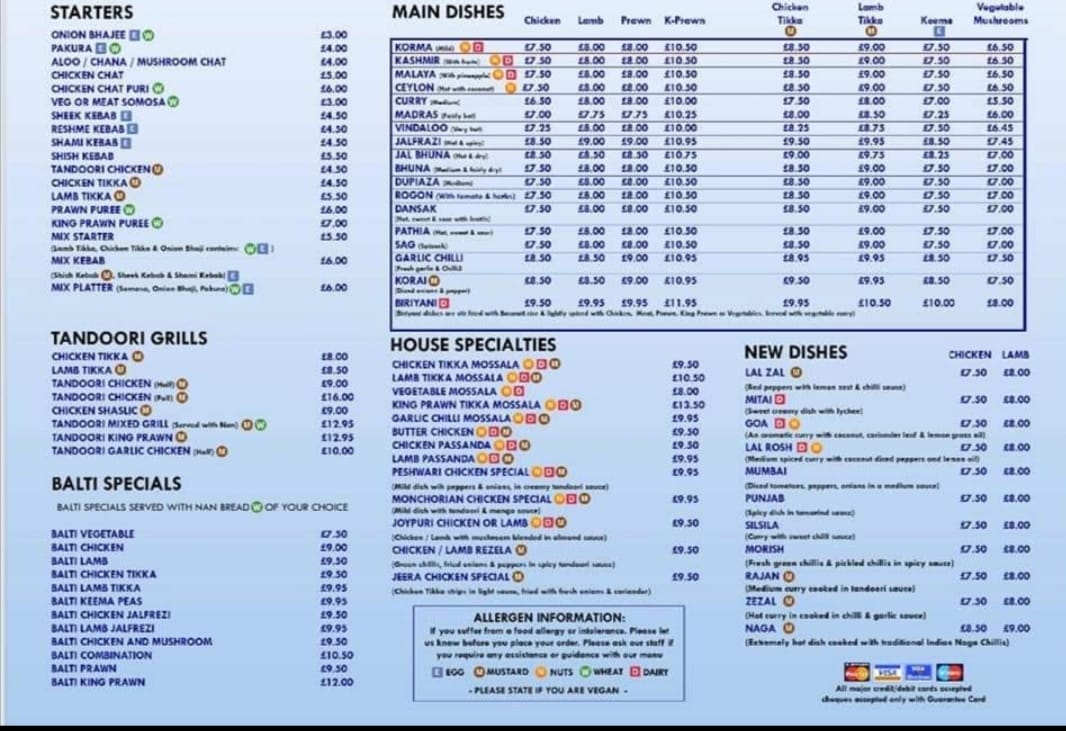 STARTERS
ONION BHAJEE E W £3.00
PAKURA E W £4.00
ALOO / CHANA / MUSHROOM CHAT £4.00
CHICKEN CHAT £5.00
CHICKEN CHAT PURI W £6.00
VEG OR MEAT SOMOSA W £3.00
SHEEK KEBAB E £4.50
RESHME KEBAB E £4.50
SHAMI KEBAB E £4.50
SHISH KEBAB £5.50
TANDOORI CHICKEN M £4.50
CHICKEN TIKKA M £4.50
LAMB TIKKA M £5.50
PRAWN PUREE W £6.00
KING PRAWN PUREE W £7.00
MIX STARTER £5.50
(Lamb Tikka, Chicken Tikka & Onion Bhaji contains: W E )
MIX KEBAB £6.00
(Shish Kebab M, Sheek Kebab & Shami Kebab) E
MIX PLATTER (Somosa, Onion Bhaji, Pakura) W E £6.00
TANDOORI GRILLS
CHICKEN TIKKA M £8.00
LAMB TIKKA M £8.50
TANDOORI CHICKEN (Half) M £9.00
TANDOORI CHICKEN (Full) M £16.00
CHICKEN SHASLIC M £9.00
TANDOORI MIXED GRILL (Served with Nan) M W £12.95
TANDOORI KING PRAWN M £12.95
TANDOORI GARLIC CHICKEN (Half) M £10.00
BALTI SPECIALS
BALTI SPECIALS SERVED WITH NAN BREAD W OF YOUR CHOICE
BALTI VEGETABLE £7.50
BALTI CHICKEN £9.00
BALTI LAMB £9.50
BALTI CHICKEN TIKKA £9.50
BALTI LAMB TIKKA £9.95
BALTI KEEMA PEAS £9.95
BALTI CHICKEN JALFREZI £9.50
BALTI LAMB JALFREZI £9.95
BALTI CHICKEN AND MUSHROOM £9.50
BALTI COMBINATION £10.50
BALTI PRAWN £9.50
BALTI KING PRAWN £12.00
MAIN DISHES
Chicken Lamb Prawn K-Prawn Chicken Tikka M Lamb Tikka M Keema E Vegetable Mushrooms
KORMA (Mild) N D £7.50 £8.00 £8.00 £10.50 £8.50 £9.00 £7.50 £6.50
KASHMIR (With fruits) N D £7.50 £8.00 £8.00 £10.50 £8.50 £9.00 £7.50 £6.50
MALAYA (With pineapple) N D £7.50 £8.00 £8.00 £10.50 £8.50 £9.00 £7.50 £6.50
CEYLON (Hot with coconut) N £7.50 £8.00 £8.00 £10.50 £8.50 £9.00 £7.50 £6.50
CURRY (Medium) £6.50 £8.00 £8.00 £10.00 £7.50 £8.00 £7.00 £5.50
MADRAS (Fairly hot) £7.00 £7.75 £7.75 £10.25 £8.00 £8.50 £7.25 £6.00
VINDALOO (Very hot) £7.25 £8.00 £8.00 £10.00 £8.25 £8.75 £7.50 £6.45
JALFRAZI (Hot & spicy) £8.50 £9.00 £9.00 £10.95 £9.50 £9.95 £8.50 £7.45
JAL BHUNA (Hot & dry) £8.50 £8.50 £8.50 £10.75 £9.00 £9.75 £8.25 £7.00
BHUNA (Medium & fairly dry) £7.50 £8.00 £8.00 £10.50 £8.50 £9.00 £7.50 £7.00
DUPIAZA (Medium) £7.50 £8.00 £8.00 £10.50 £8.50 £9.00 £7.50 £7.00
ROGON (With tomato & herbs) £7.50 £8.00 £8.00 £10.50 £8.50 £9.00 £7.50 £7.00
DANSAK £7.50 £8.00 £8.00 £10.50 £8.50 £9.00 £7.50 £7.00
(Hot, sweet & sour with lentils)
PATHIA (Hot, sweet & sour) £7.50 £8.00 £8.00 £10.50 £8.50 £9.00 £7.50 £7.00
SAG (Spinach) £7.50 £8.00 £8.00 £10.50 £8.50 £9.00 £7.50 £7.00
GARLIC CHILLI £8.50 £8.50 £9.00 £10.95 £8.95 £8.95 £8.50 £7.50
(Fresh garlic & Chilli)
KORAI M £8.50 £8.50 £9.00 £10.95 £9.50 £9.95 £8.50 £7.50
(Diced onions & pepper)
BIRIYANI D £9.50 £9.95 £9.95 £11.95 £9.95 £10.50 £10.00 £8.00
(Biriyani dishes are stir fried with Basmati rice & lightly spiced with Chicken, Meat, Prawn, King Prawn or Vegetables. Served with vegetable curry)
HOUSE SPECIALTIES
CHICKEN TIKKA MOSSALA N D M £9.50
LAMB TIKKA MOSSALA N D M £10.50
VEGETABLE MOSSALA N D £8.00
KING PRAWN TIKKA MOSSALA N D M £13.50
GARLIC CHILLI MOSSALA N D M £9.95
BUTTER CHICKEN N D M £9.50
CHICKEN PASSANDA N D M £9.50
LAMB PASSANDA N D M £9.95
PESHWARI CHICKEN SPECIAL N D M £9.95
(Mild dish with peppers & onions, in creamy tandoori sauce)
MONCHORIAN CHICKEN SPECIAL N D M £9.95
(Mild dish with tandoori & mango sauce)
JOYPURI CHICKEN OR LAMB N D M £9.50
(Chicken / Lamb with mushroom blended in almond sauce)
CHICKEN / LAMB REZELA M £9.50
(Green chillis, fried onions & peppers in spicy tandoori sauce)
JEERA CHICKEN SPECIAL M £9.50
(Chicken Tikka strips in light sauce, fried with fresh onions & coriander)
ALLERGEN INFORMATION:
If you suffer from a food allergy or intolerance. Please let
us know before you place your order. Please ask our staff if
you require any assistance or guidance with our menu
E EGG M MUSTARD N NUTS W WHEAT D DAIRY
- PLEASE STATE IF YOU ARE VEGAN -
NEW DISHES CHICKEN LAMB
LAL ZAL M £7.50 £8.00
(Red peppers with lemon zest & chilli sauce)
MITAI D £7.50 £8.00
(Sweet creamy dish with lychee)
GOA D N £7.50 £8.00
(An aromatic curry with coconut, coriander leaf & lemon grass oil)
LAL ROSH D N £7.50 £8.00
(Medium spiced curry with coconut diced peppers and lemon oil)
MUMBAI £7.50 £8.00
(Diced tomatoes, peppers, onions in a medium sauce)
PUNJAB £7.50 £8.00
(Spicy dish in tamarind sauce)
SILSILA £7.50 £8.00
(Curry with sweet chilli sauce)
MORISH £7.50 £8.00
(Fresh green chillis & pickled chillis in spicy sauce)
RAJAN M £7.50 £8.00
(Medium curry cooked in tandoori sauce)
ZEZAL M £7.50 £8.00
(Hot curry in cooked in chilli & garlic sauce)
NAGA M £8.50 £9.00
(Extremely hot dish cooked with traditional Indian Naga Chillis)
VISA
All major credit/debit cards accepted
cheques accepted only with Guarantee Card